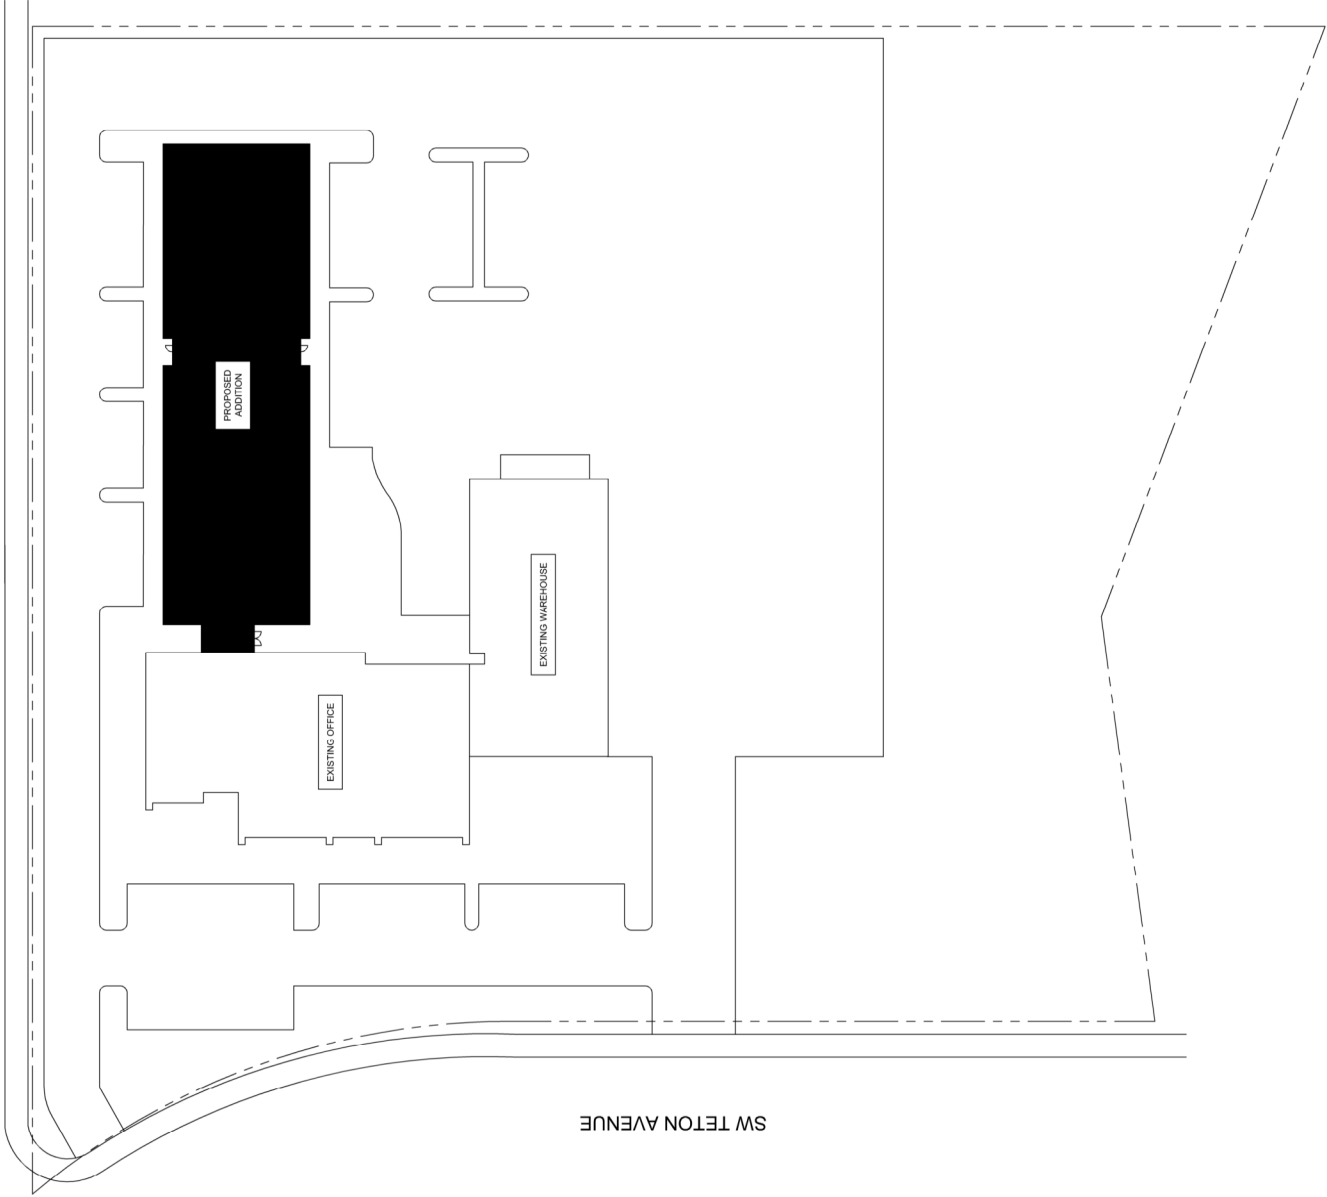 PROPOSED
ADDITION
EXISTING WAREHOUSE
EXISTING OFFICE
SW TETON AVENUE